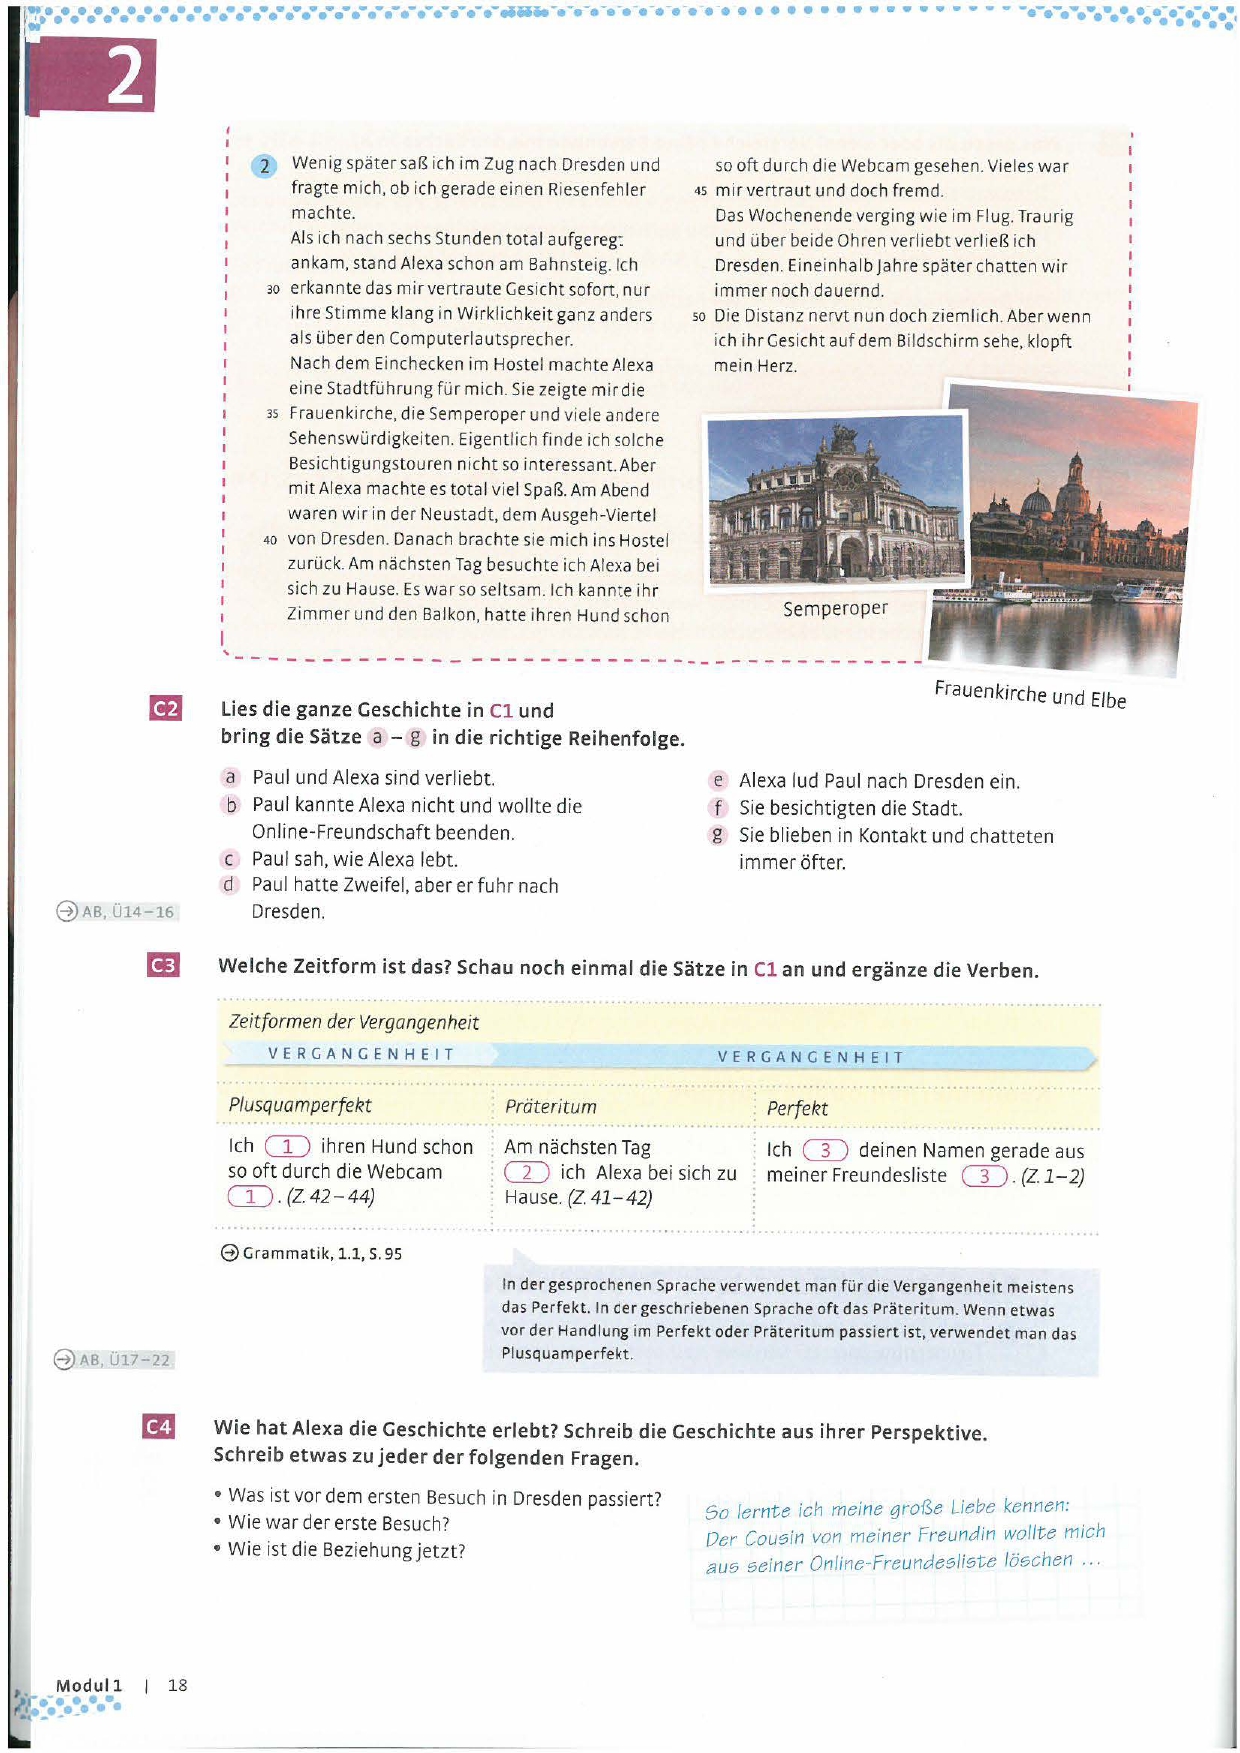 2
2 Wenig später saß ich im Zug nach Dresden und
fragte mich, ob ich gerade einen Riesenfehler
machte.
Als ich nach sechs Stunden total aufgeregt
ankam, stand Alexa schon am Bahnsteig. Ich
30 erkannte das mir vertraute Gesicht sofort, nur
ihre Stimme klang in Wirklichkeit ganz anders
als über den Computerlautsprecher.
Nach dem Einchecken im Hostel machte Alexa
eine Stadtführung für mich. Sie zeigte mir die
35 Frauenkirche, die Semperoper und viele andere
Sehenswürdigkeiten. Eigentlich finde ich solche
Besichtigungstouren nicht so interessant. Aber
mit Alexa machte es total viel Spaß. Am Abend
waren wir in der Neustadt, dem Ausgeh-Viertel
40 von Dresden. Danach brachte sie mich ins Hostel
zurück. Am nächsten Tag besuchte ich Alexa bei
sich zu Hause. Es war so seltsam. Ich kannte ihr
Zimmer und den Balkon, hatte ihren Hund schon
so oft durch die Webcam gesehen. Vieles war
45 mir vertraut und doch fremd.
Das Wochenende verging wie im Flug. Traurig
und über beide Ohren verliebt verließ ich
Dresden. Eineinhalb Jahre später chatten wir
immer noch dauernd.
50 Die Distanz nervt nun doch ziemlich. Aber wenn
ich ihr Gesicht auf dem Bildschirm sehe, klopft
mein Herz.
Semperoper
Frauenkirche und Elbe
C2 Lies die ganze Geschichte in C1 und
bring die Sätze a – g in die richtige Reihenfolge.
a Paul und Alexa sind verliebt.
b Paul kannte Alexa nicht und wollte die
Online-Freundschaft beenden.
c Paul sah, wie Alexa lebt.
d Paul hatte Zweifel, aber er fuhr nach
Dresden.
e Alexa lud Paul nach Dresden ein.
f Sie besichtigten die Stadt.
g Sie blieben in Kontakt und chatteten
immer öfter.
AB, Ü14–16
C3 Welche Zeitform ist das? Schau noch einmal die Sätze in C1 an und ergänze die Verben.
Zeitformen der Vergangenheit
VERGANGENHEIT VERGANGENHEIT
Plusquamperfekt Präteritum Perfekt
Ich 1 ihren Hund schon
so oft durch die Webcam
1 . (Z. 42–44)
Am nächsten Tag
2 ich Alexa bei sich zu
Hause. (Z. 41–42)
Ich 3 deinen Namen gerade aus
meiner Freundesliste 3 . (Z. 1–2)
Grammatik, 1.1, S. 95
In der gesprochenen Sprache verwendet man für die Vergangenheit meistens
das Perfekt. In der geschriebenen Sprache oft das Präteritum. Wenn etwas
vor der Handlung im Perfekt oder Präteritum passiert ist, verwendet man das
Plusquamperfekt.
AB, Ü17–22
C4 Wie hat Alexa die Geschichte erlebt? Schreib die Geschichte aus ihrer Perspektive.
Schreib etwas zu jeder der folgenden Fragen.
• Was ist vor dem ersten Besuch in Dresden passiert?
• Wie war der erste Besuch?
• Wie ist die Beziehung jetzt?
So lernte ich meine große Liebe kennen:
Der Cousin von meiner Freundin wollte mich
aus seiner Online-Freundesliste löschen ...
Modul 1 | 18